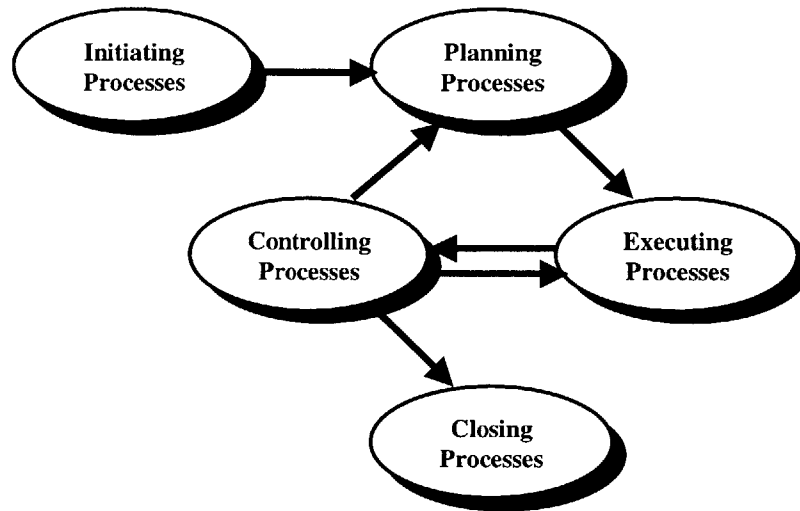 Initiating
Processes
Planning
Processes
Controlling
Processes
Executing
Processes
Closing
Processes